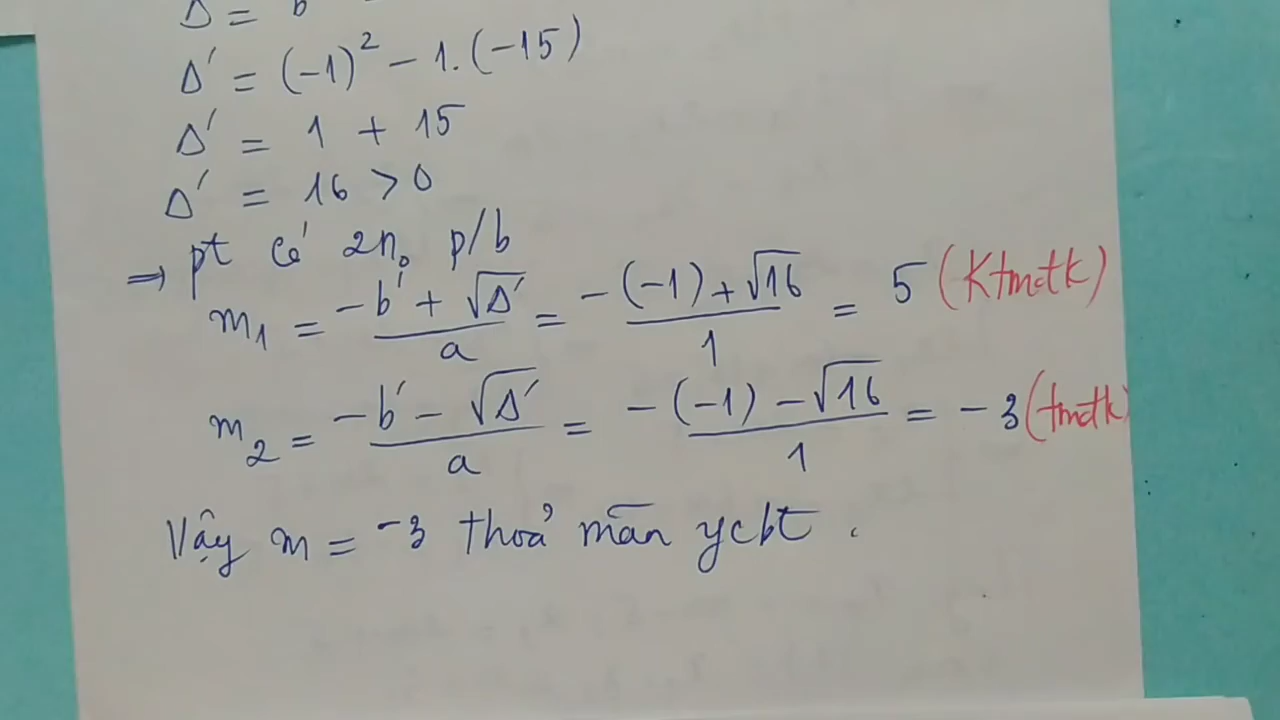 Δ = b
Δ' = (-1)² - 1.(-15)
Δ' = 1 + 15
Δ' = 16 > 0
⇒ pt có 2no p/b
m₁ = (-b' + √Δ')/a = (-(-1) + √16)/1 = 5 (Ktmđk)
m₂ = (-b' - √Δ')/a = (-(-1) - √16)/1 = -3 (tmđk)
Vậy m = -3 thoả mãn ycbt.